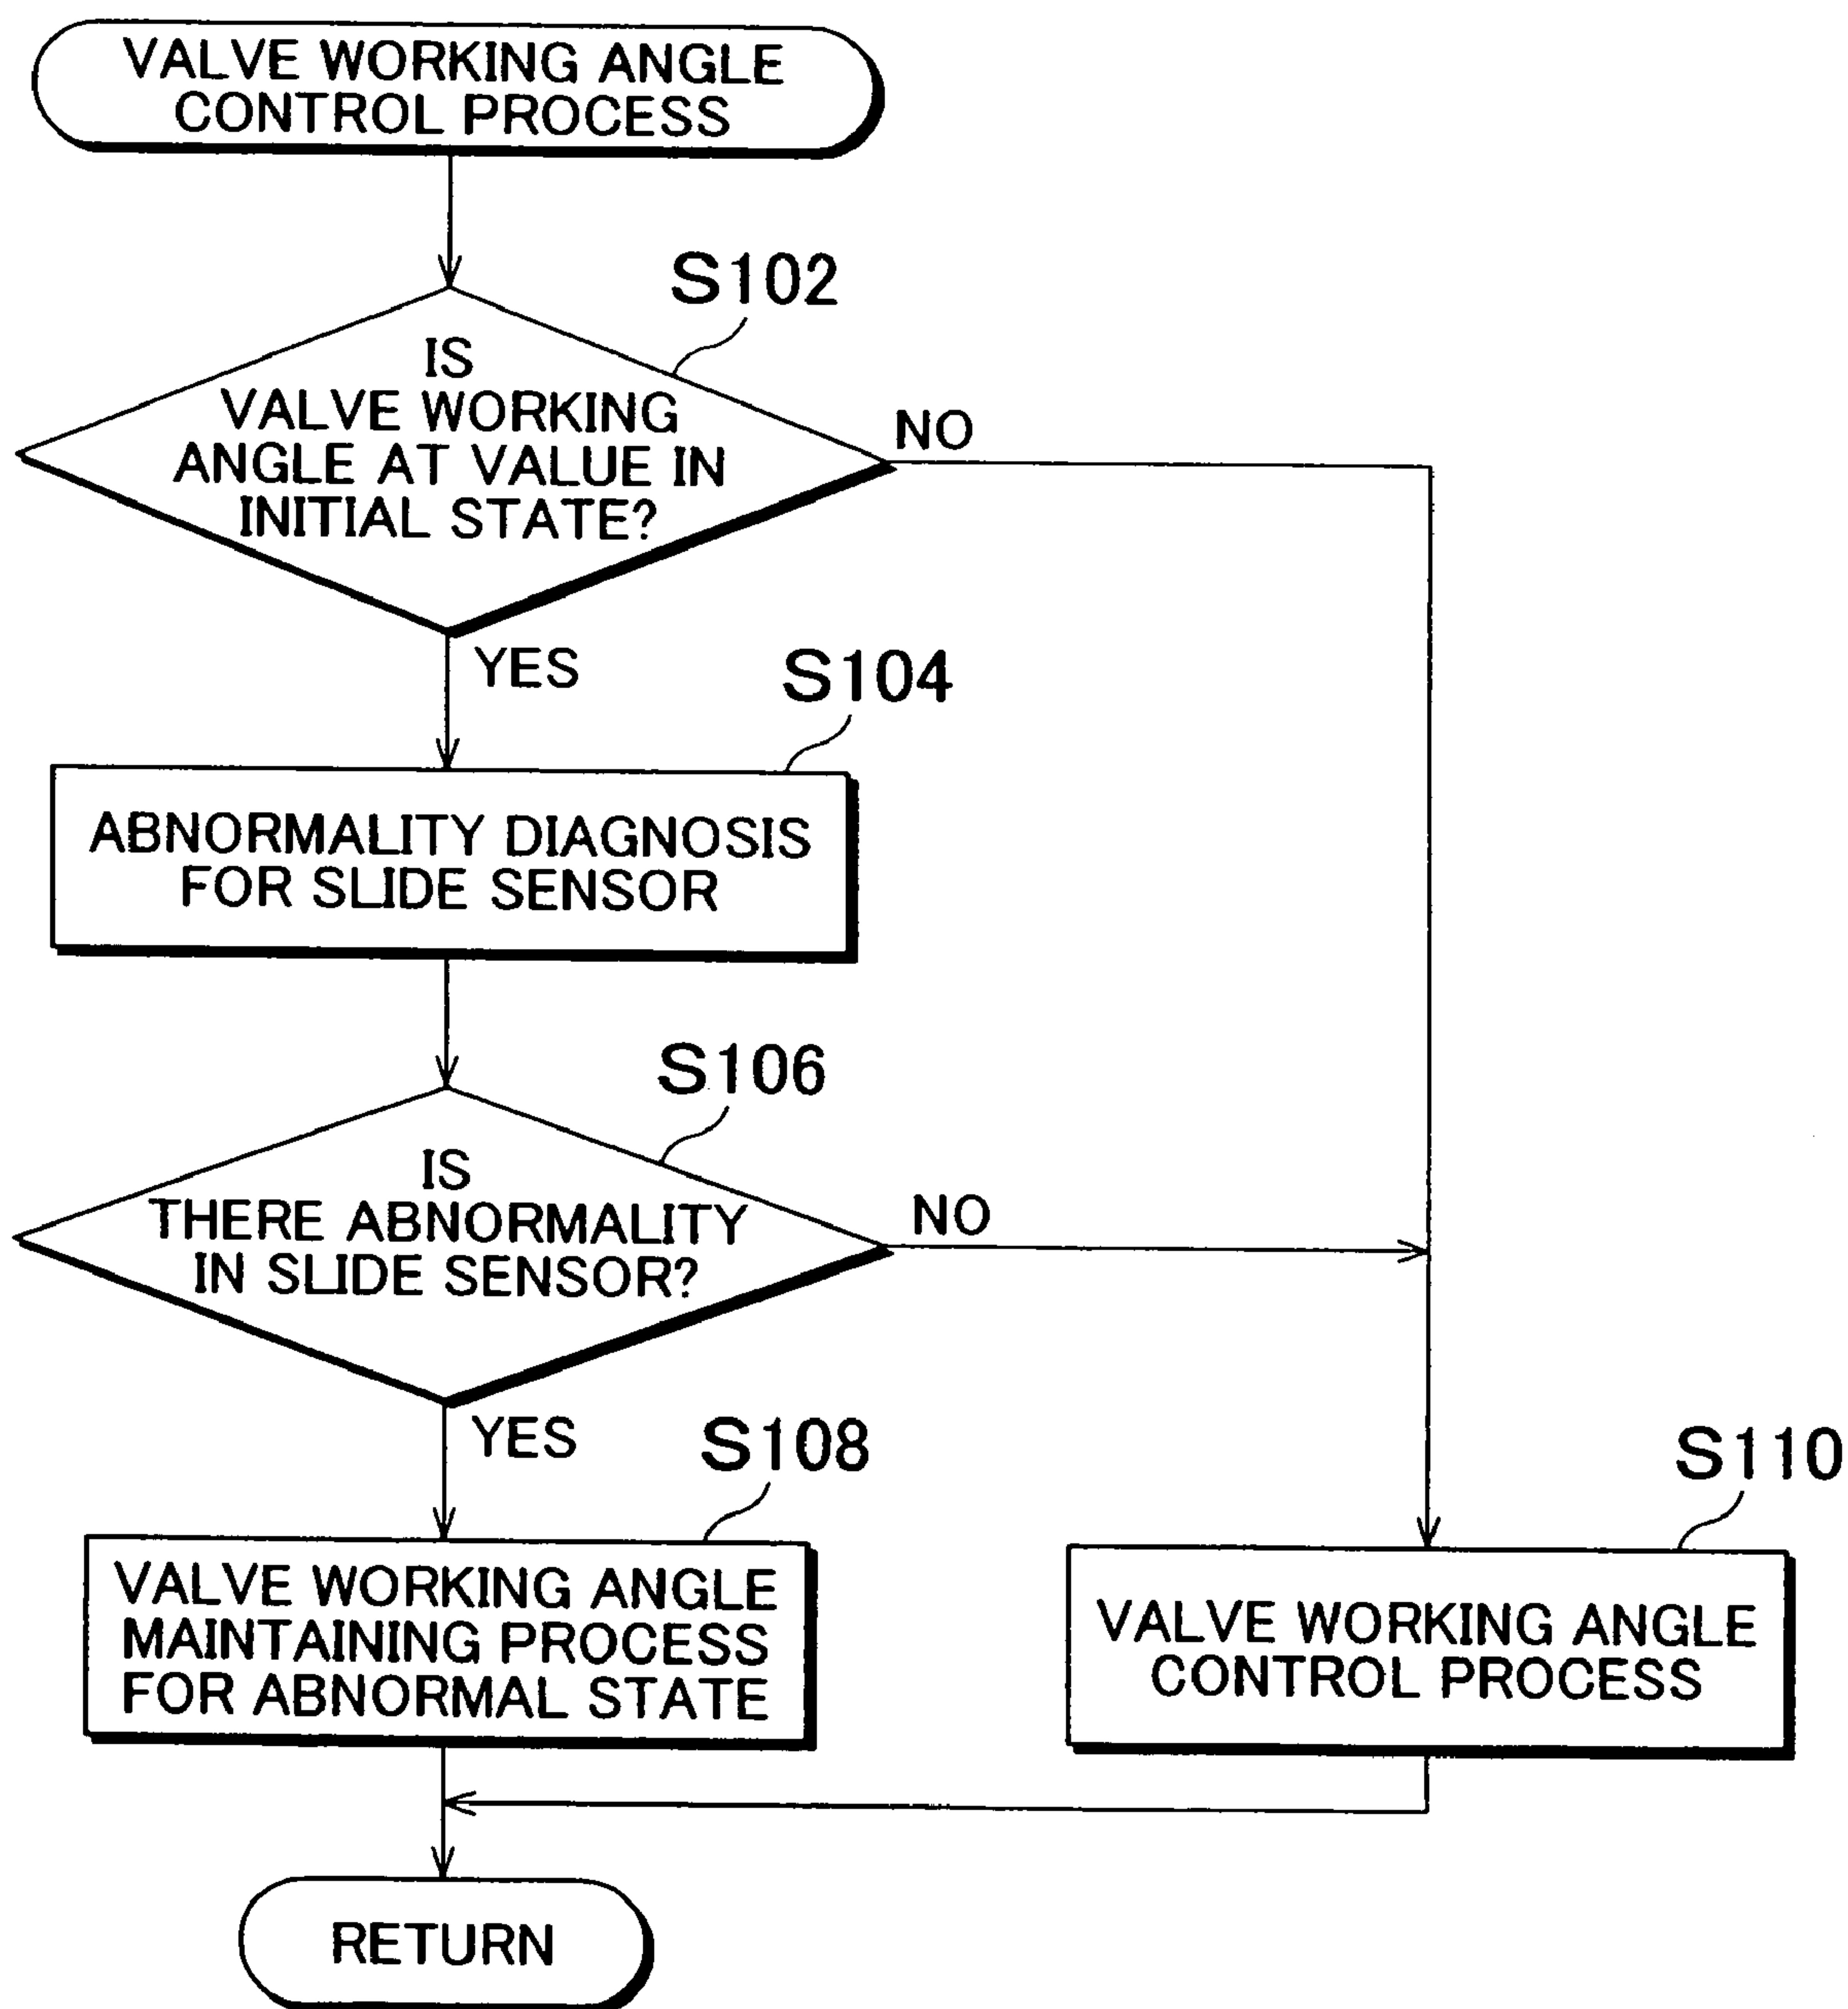 VALVE WORKING ANGLE
CONTROL PROCESS
S102
IS
VALVE WORKING
ANGLE AT VALUE IN
INITIAL STATE?
NO
YES
S104
ABNORMALITY DIAGNOSIS
FOR SLIDE SENSOR
S106
IS
THERE ABNORMALITY
IN SLIDE SENSOR?
NO
YES
S108
VALVE WORKING ANGLE
MAINTAINING PROCESS
FOR ABNORMAL STATE
S110
VALVE WORKING ANGLE
CONTROL PROCESS
RETURN